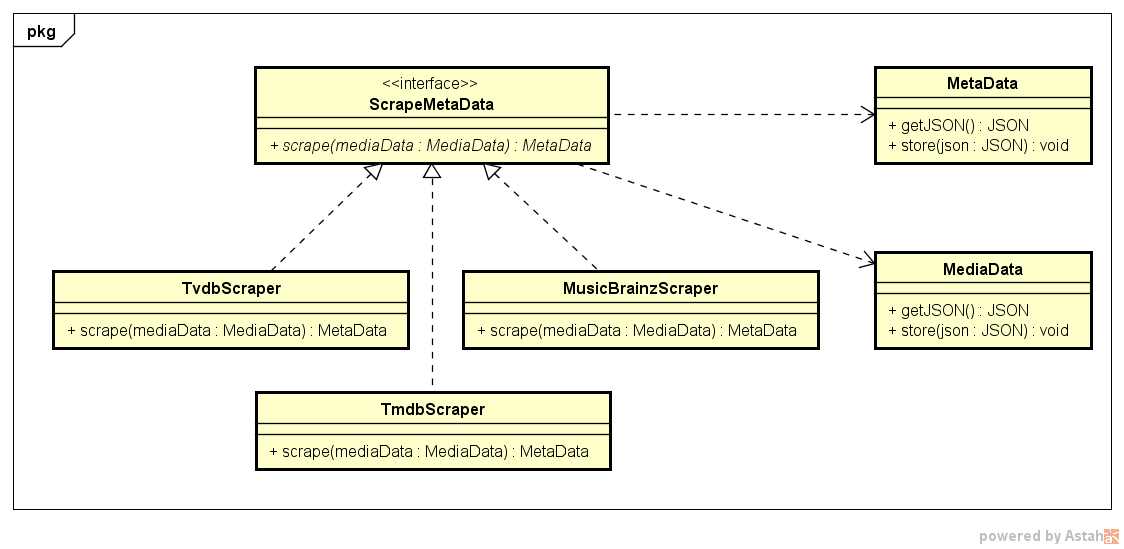 pkg
<<interface>>
ScrapeMetaData
+ scrape(mediaData : MediaData) : MetaData
MetaData
+ getJSON() : JSON
+ store(json : JSON) : void
MediaData
+ getJSON() : JSON
+ store(json : JSON) : void
TvdbScraper
+ scrape(mediaData : MediaData) : MetaData
MusicBrainzScraper
+ scrape(mediaData : MediaData) : MetaData
TmdbScraper
+ scrape(mediaData : MediaData) : MetaData
powered by Astah